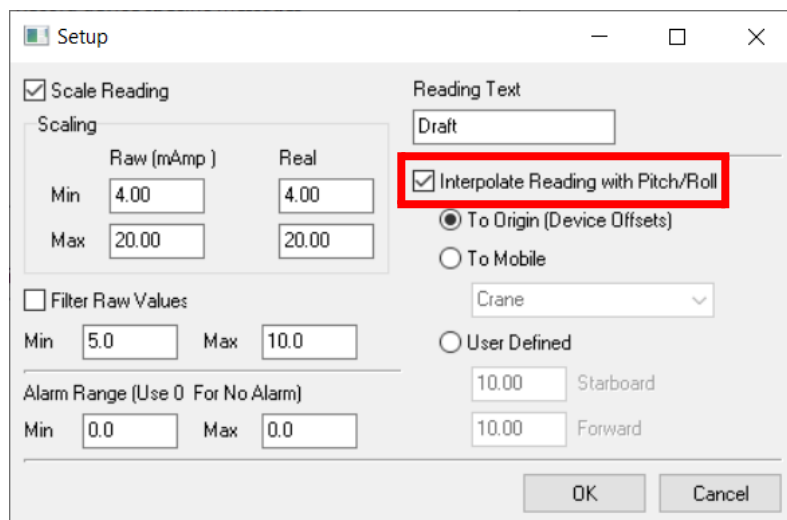 Setup
Scale Reading
Scaling
Raw (mAmp ) Real
Min 4.00 4.00
Max 20.00 20.00
Filter Raw Values
Min 5.0 Max 10.0
Alarm Range (Use 0 For No Alarm)
Min 0.0 Max 0.0
Reading Text
Draft
Interpolate Reading with Pitch/Roll
To Origin (Device Offsets)
To Mobile
Crane
User Defined
10.00 Starboard
10.00 Forward
OK Cancel